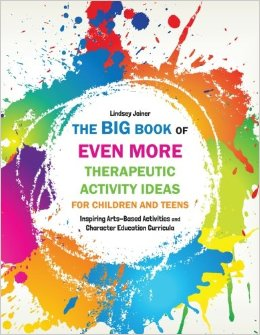 Lindsey Joiner
THE BIG BOOK OF
EVEN MORE
THERAPEUTIC
ACTIVITY IDEAS
FOR CHILDREN AND TEENS
Inspiring Arts-Based Activities and
Character Education Curricula